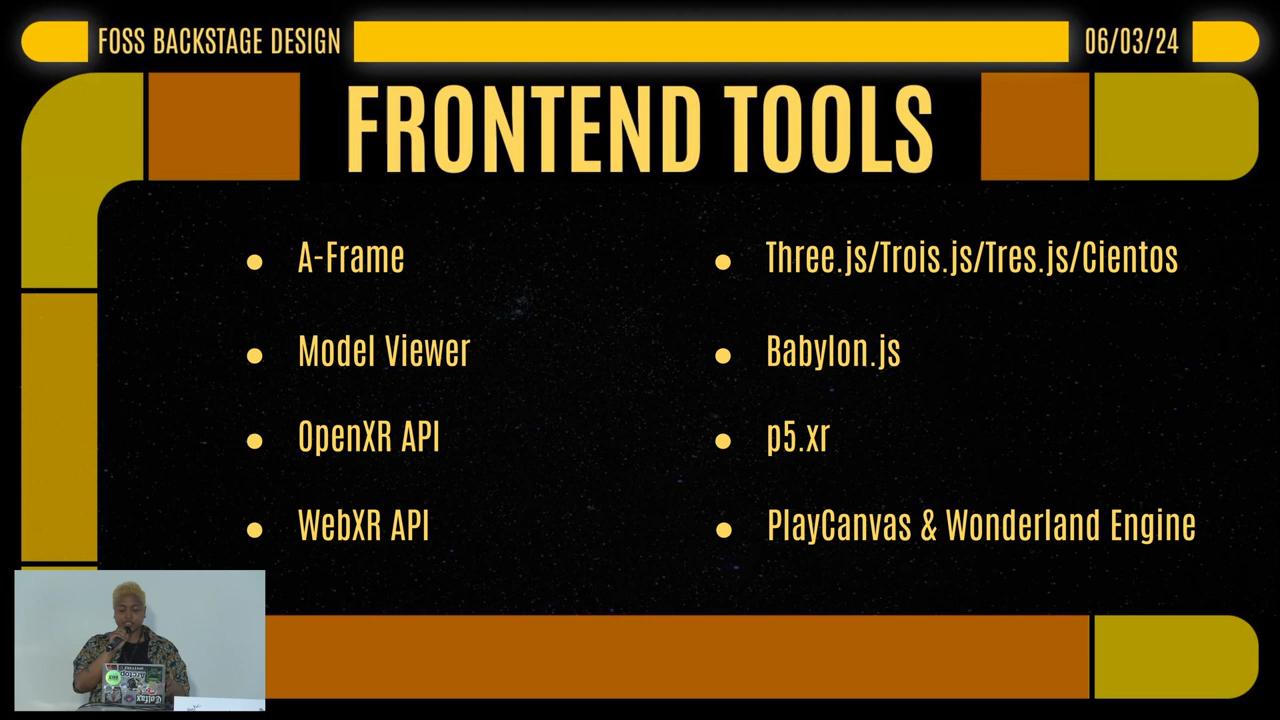 FOSS BACKSTAGE DESIGN
06/03/24
FRONTEND TOOLS
A-Frame
Model Viewer
OpenXR API
WebXR API
Three.js/Trois.js/Tres.js/Cientos
Babylon.js
p5.xr
PlayCanvas & Wonderland Engine